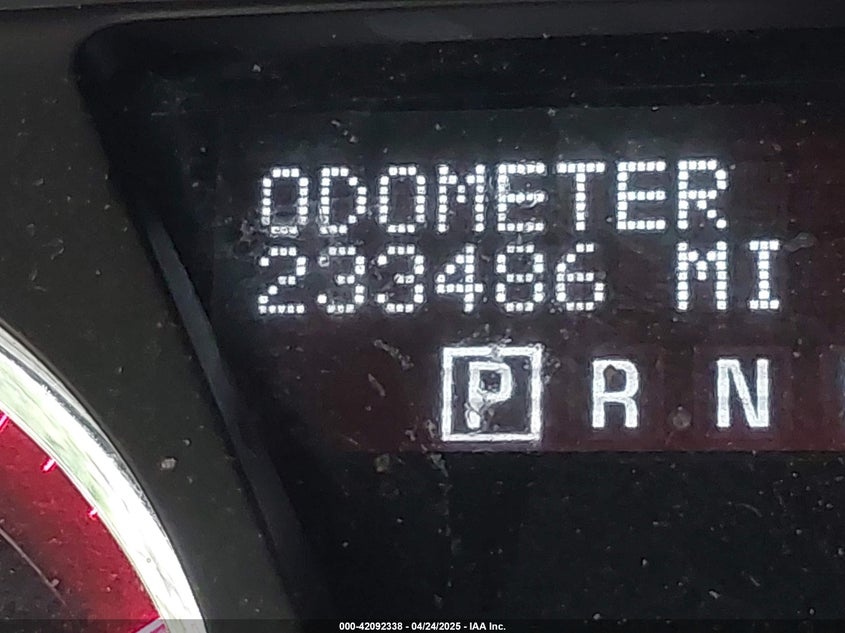 ODOMETER
233486 MI
P R N
000-42092338 - 04/24/2025 - IAA Inc.